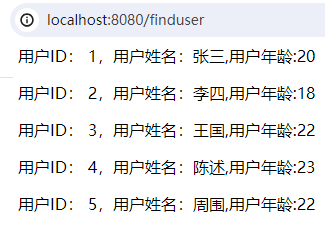 localhost:8080/finduser
用户ID： 1，用户姓名：张三,用户年龄:20
用户ID： 2，用户姓名：李四,用户年龄:18
用户ID： 3，用户姓名：王国,用户年龄:22
用户ID： 4，用户姓名：陈述,用户年龄:23
用户ID： 5，用户姓名：周围,用户年龄:22